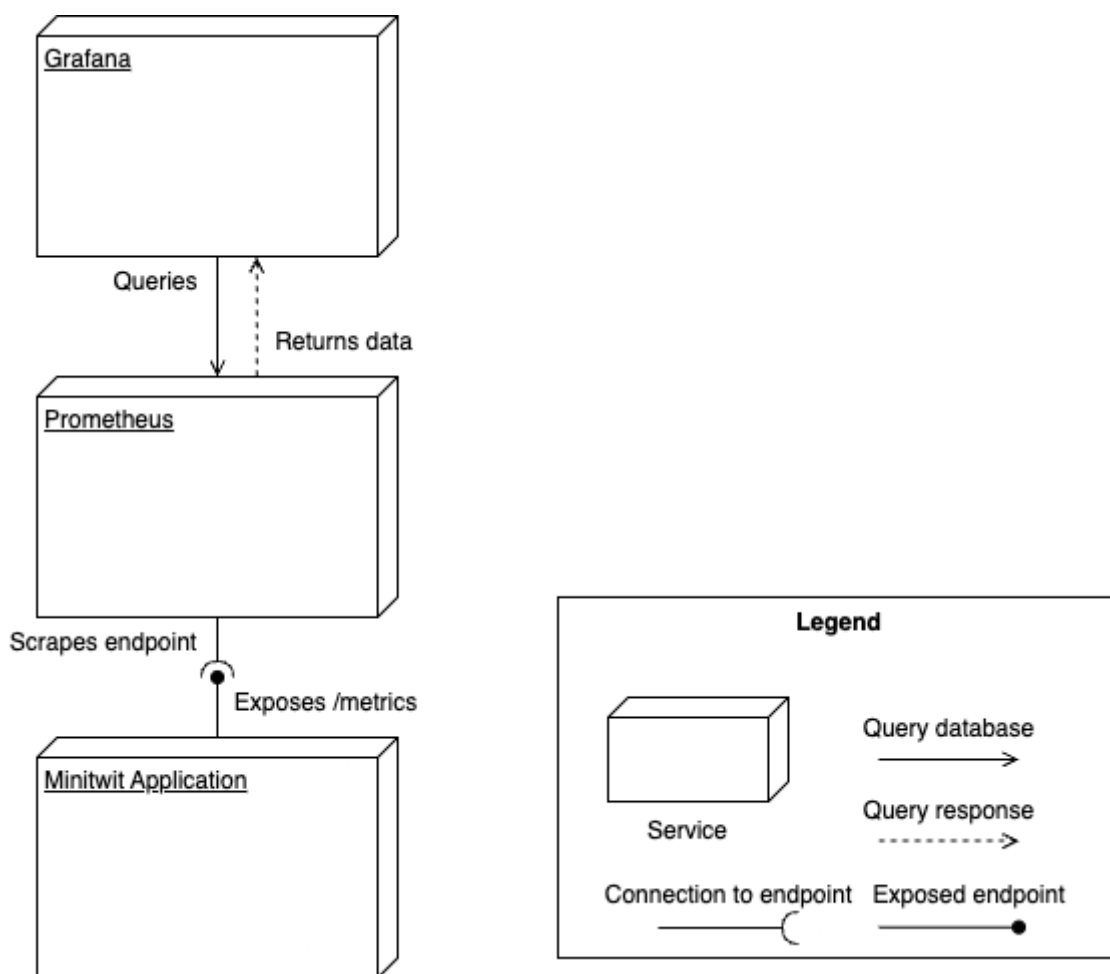 Grafana
Queries
Returns data
Prometheus
Scrapes endpoint
Exposes /metrics
Minitwit Application
Legend
Service
Query database
Query response
Connection to endpoint
Exposed endpoint